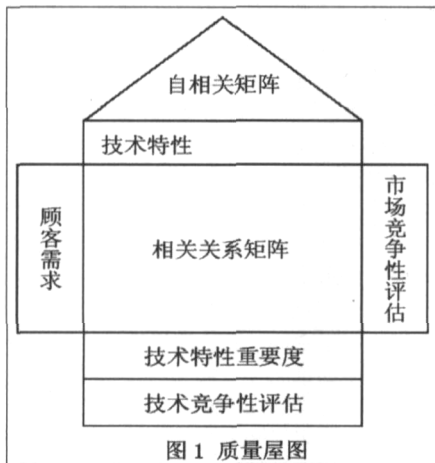 自相关矩阵
技术特性
顾客需求
相关关系矩阵
市场竞争性评估
技术特性重要度
技术竞争性评估
图1 质量屋图